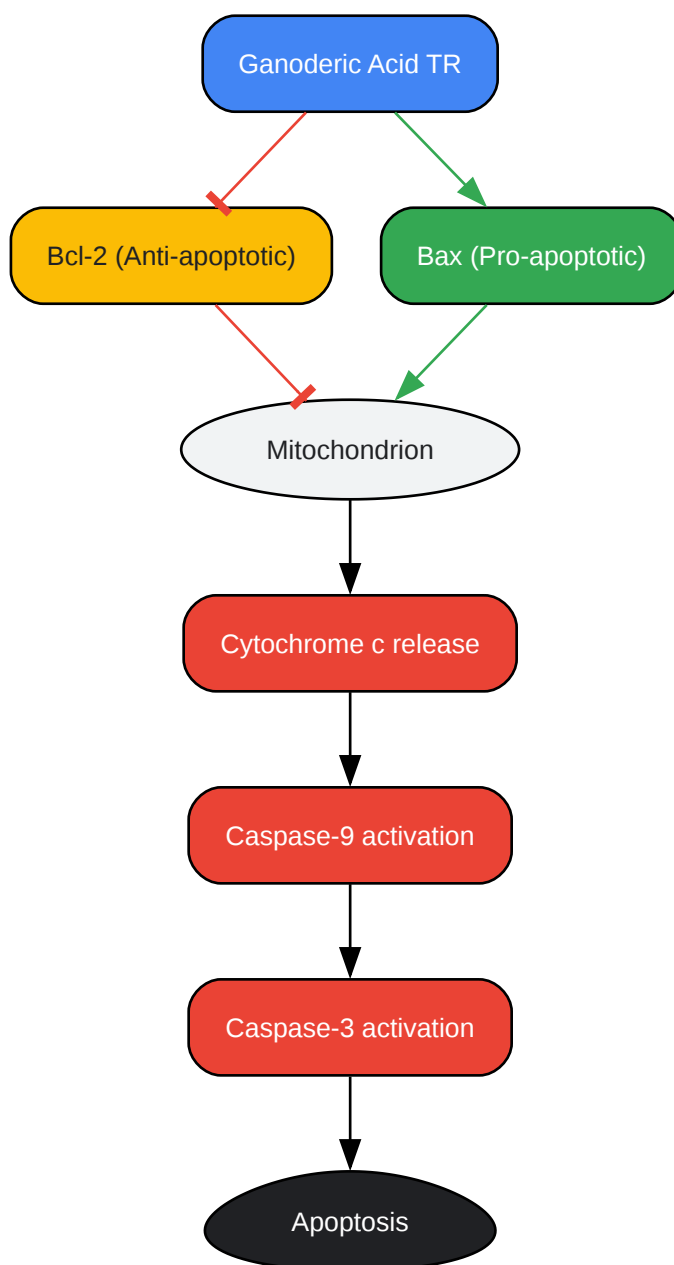 Ganoderic Acid TR
Bcl-2 (Anti-apoptotic)
Bax (Pro-apoptotic)
Mitochondrion
Cytochrome c release
Caspase-9 activation
Caspase-3 activation
Apoptosis